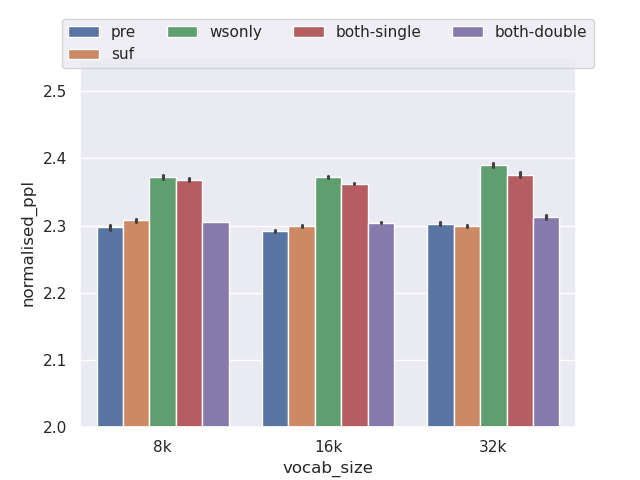 pre wsonly both-single both-double
suf
2.5
2.4
2.3
2.2
2.1
2.0
normalised_ppl
8k 16k 32k
vocab_size